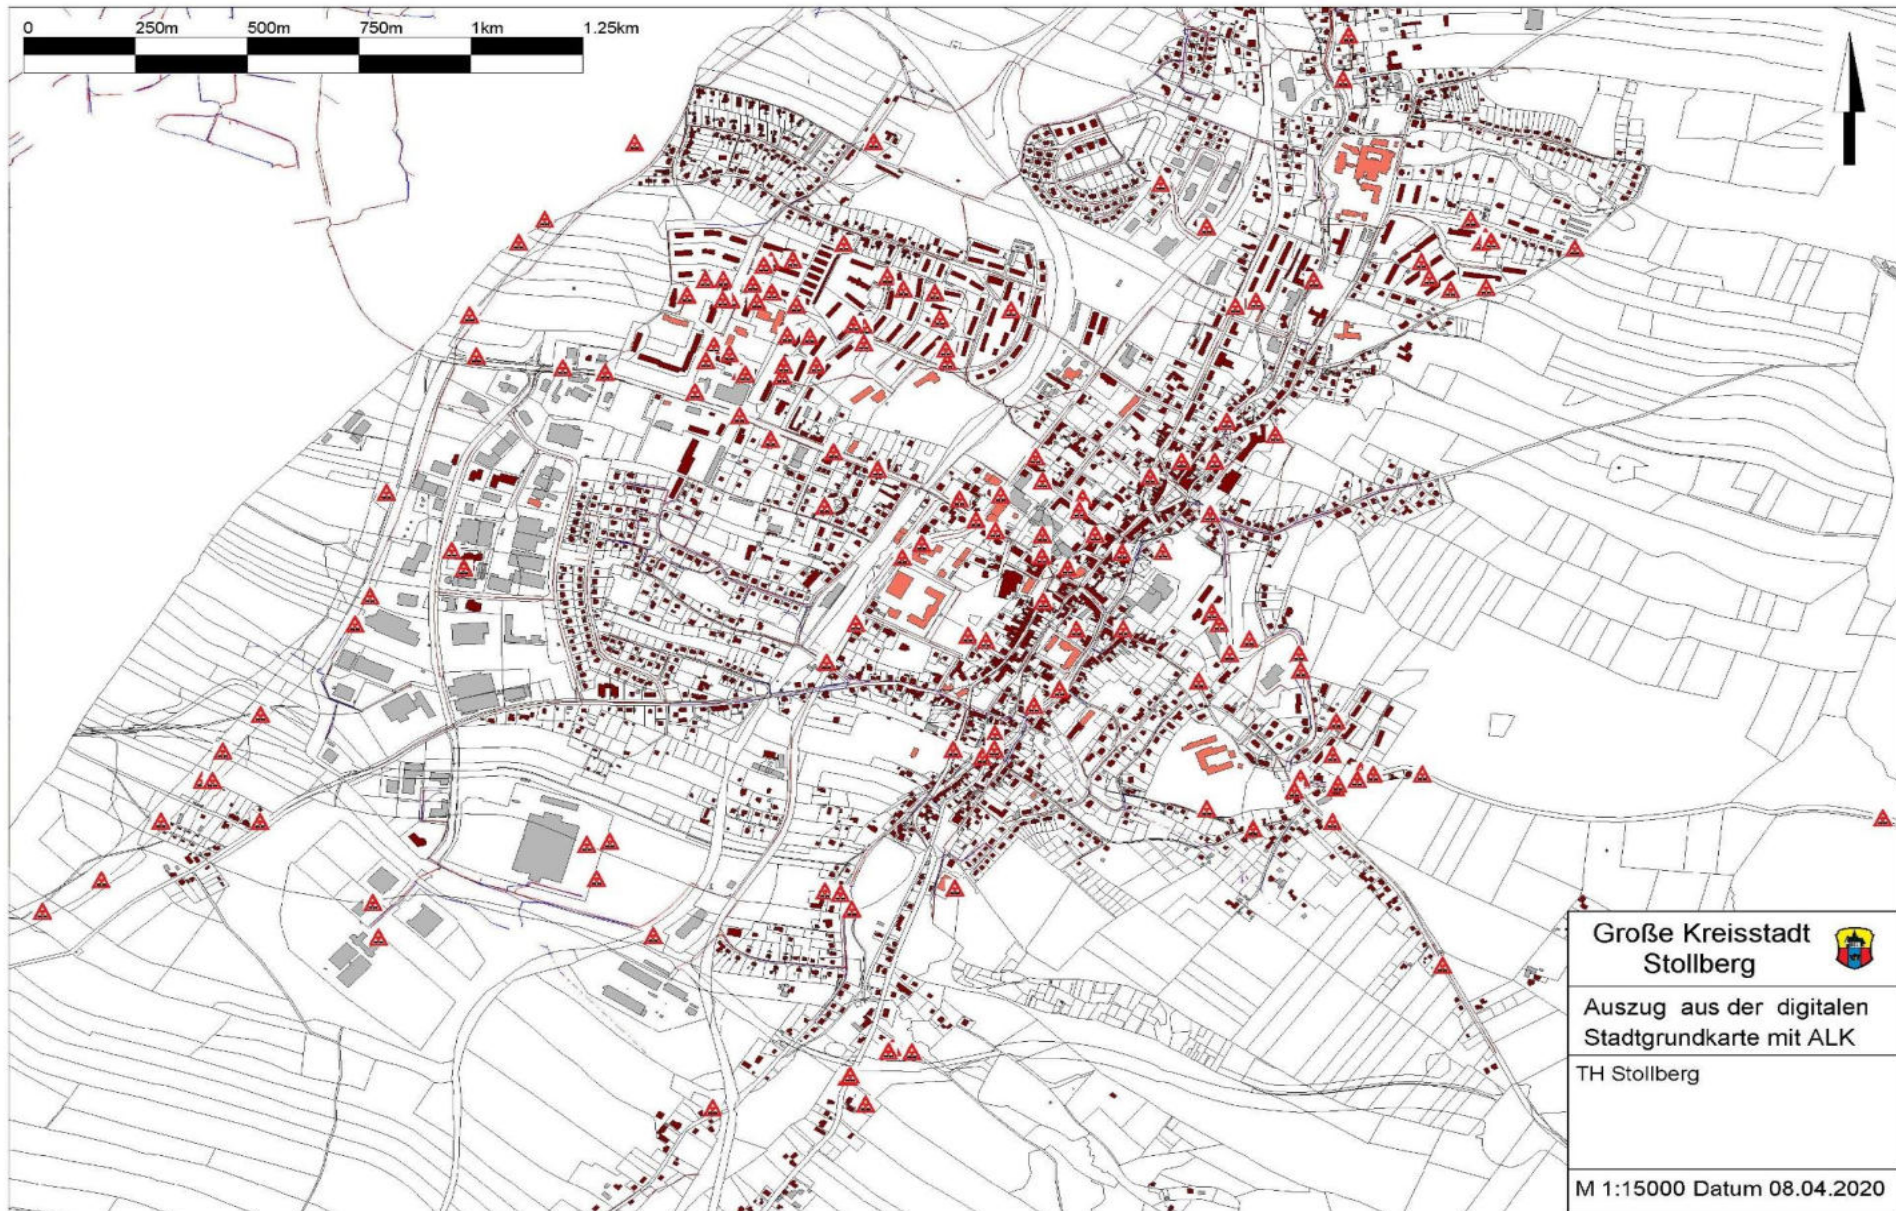 0 250m 500m 750m 1km 1.25km
Große Kreisstadt
Stollberg
Auszug aus der digitalen
Stadtgrundkarte mit ALK
TH Stollberg
M 1:15000 Datum 08.04.2020